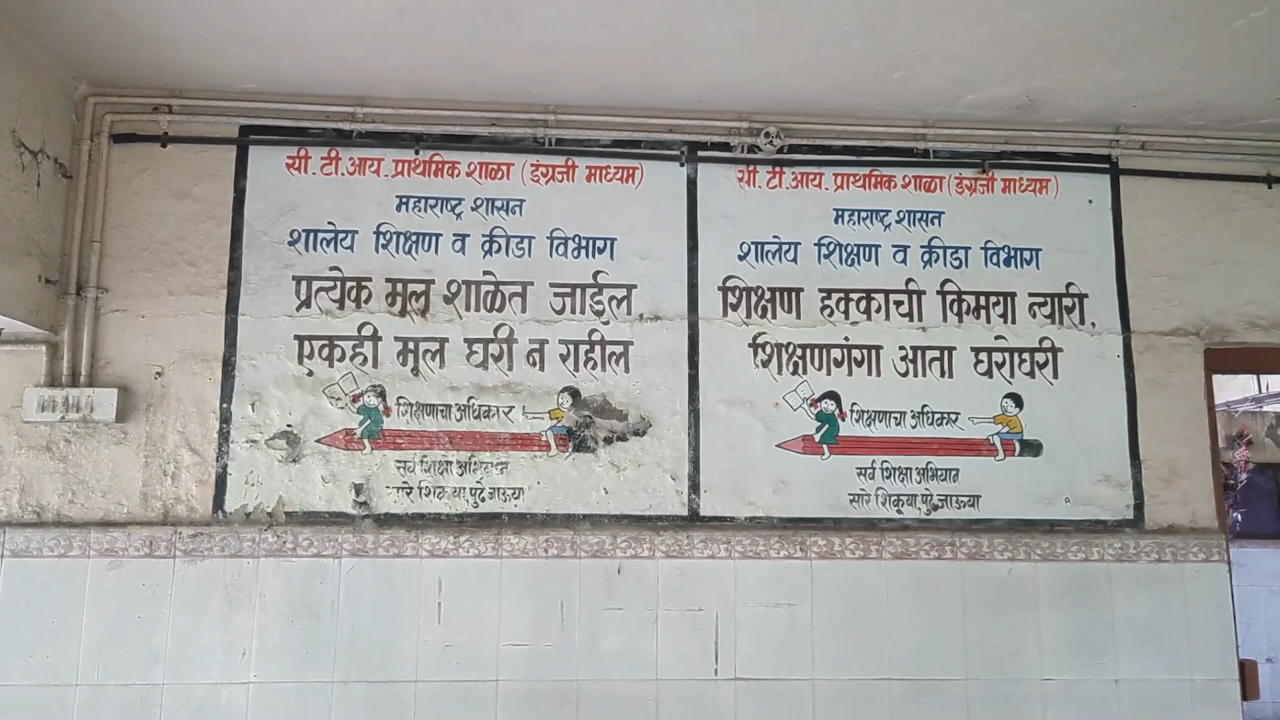 सी. टी. आय. प्राथमिक शाळा (इंग्रजी माध्यम)
महाराष्ट्र शासन
शालेय शिक्षण व क्रीडा विभाग
प्रत्येक मूल शाळेत जाईल,
एकही मूल घरी न राहील
शिक्षणाचा अधिकार
सर्व शिक्षा अभियान
सारे शिकूया, पुढे जाऊया
सी. टी. आय. प्राथमिक शाळा (इंग्रजी माध्यम)
महाराष्ट्र शासन
शालेय शिक्षण व क्रीडा विभाग
शिक्षण हक्काची किमया न्यारी,
शिक्षणगंगा आता घरोघरी
शिक्षणाचा अधिकार
सर्व शिक्षा अभियान
सारे शिकूया, पुढे जाऊया